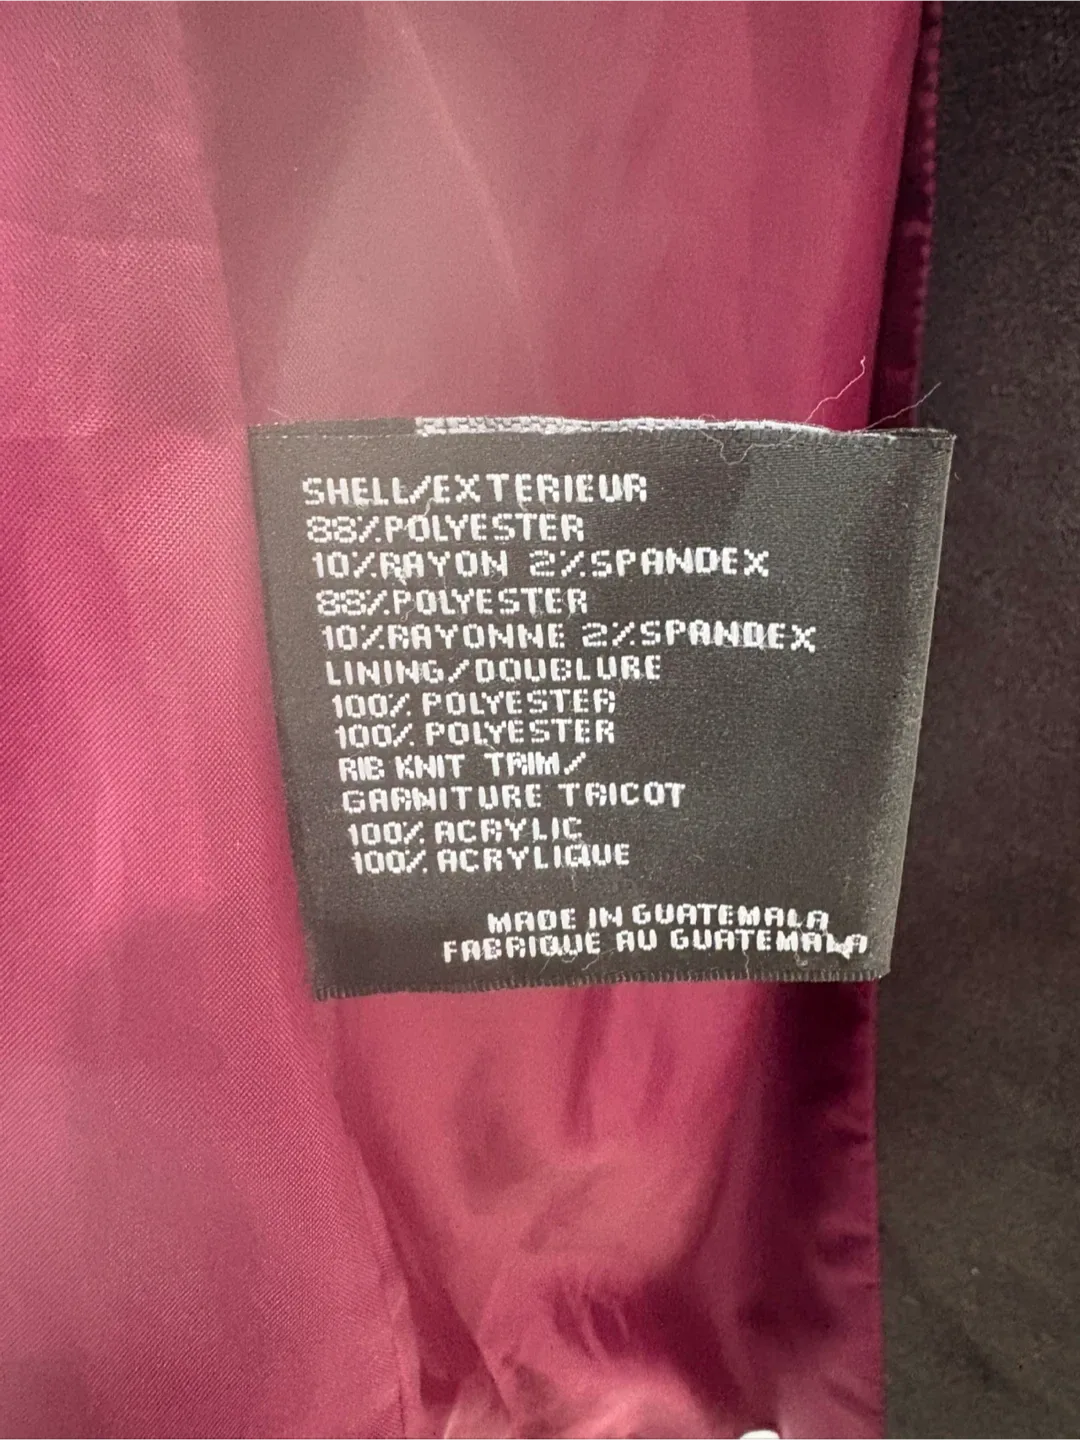 SHELL/EXTERIEUR
88%POLYESTER
10%RAYON 2%SPANDEX
88%POLYESTER
10%RAYONNE 2%SPANDEX
LINING/DOUBLURE
100% POLYESTER
100% POLYESTER
RIB KNIT TRIM/
GARNITURE TRICOT
100% ACRYLIC
100% ACRYLIQUE
MADE IN GUATEMALA
FABRIQUE AU GUATEMALA